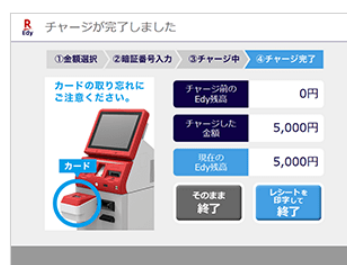 R
Edy
チャージが完了しました
①金額選択
②暗証番号入力
③チャージ中
④チャージ完了
カードの取り忘れに
ご注意ください。
カード
チャージ前の
Edy残高
0円
チャージした
金額
5,000円
現在の
Edy残高
5,000円
そのまま
終了
レシートを
印字して
終了